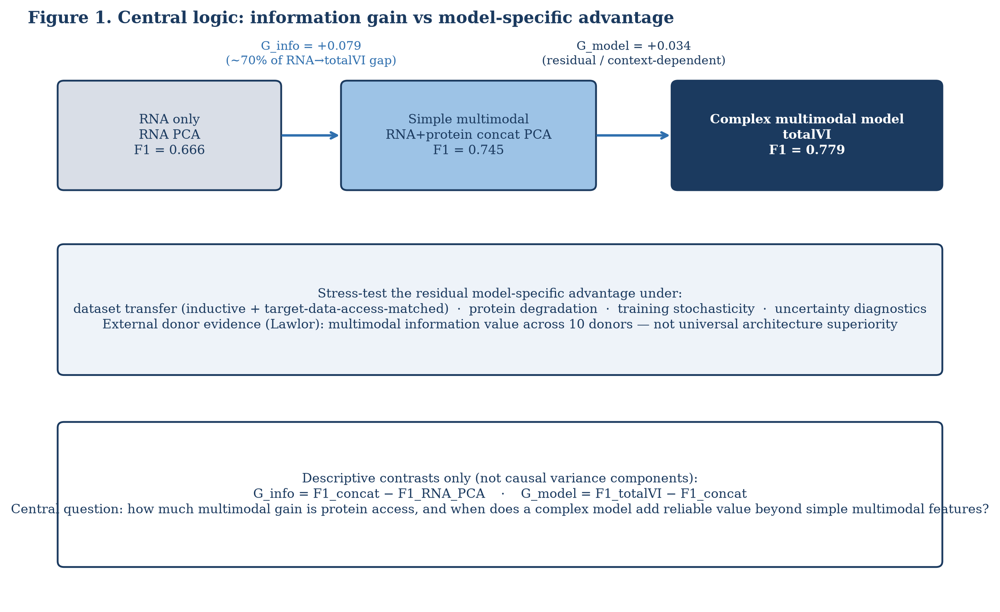 Figure 1. Central logic: information gain vs model-specific advantage
G_info = +0.079
(~70% of RNA→totalVI gap)
G_model = +0.034
(residual / context-dependent)
RNA only
RNA PCA
F1 = 0.666
Simple multimodal
RNA+protein concat PCA
F1 = 0.745
Complex multimodal model
totalVI
F1 = 0.779
Stress-test the residual model-specific advantage under:
dataset transfer (inductive + target-data-access-matched) · protein degradation · training stochasticity · uncertainty diagnostics
External donor evidence (Lawlor): multimodal information value across 10 donors — not universal architecture superiority
Descriptive contrasts only (not causal variance components):
G_info = F1_concat − F1_RNA_PCA · G_model = F1_totalVI − F1_concat
Central question: how much multimodal gain is protein access, and when does a complex model add reliable value beyond simple multimodal features?